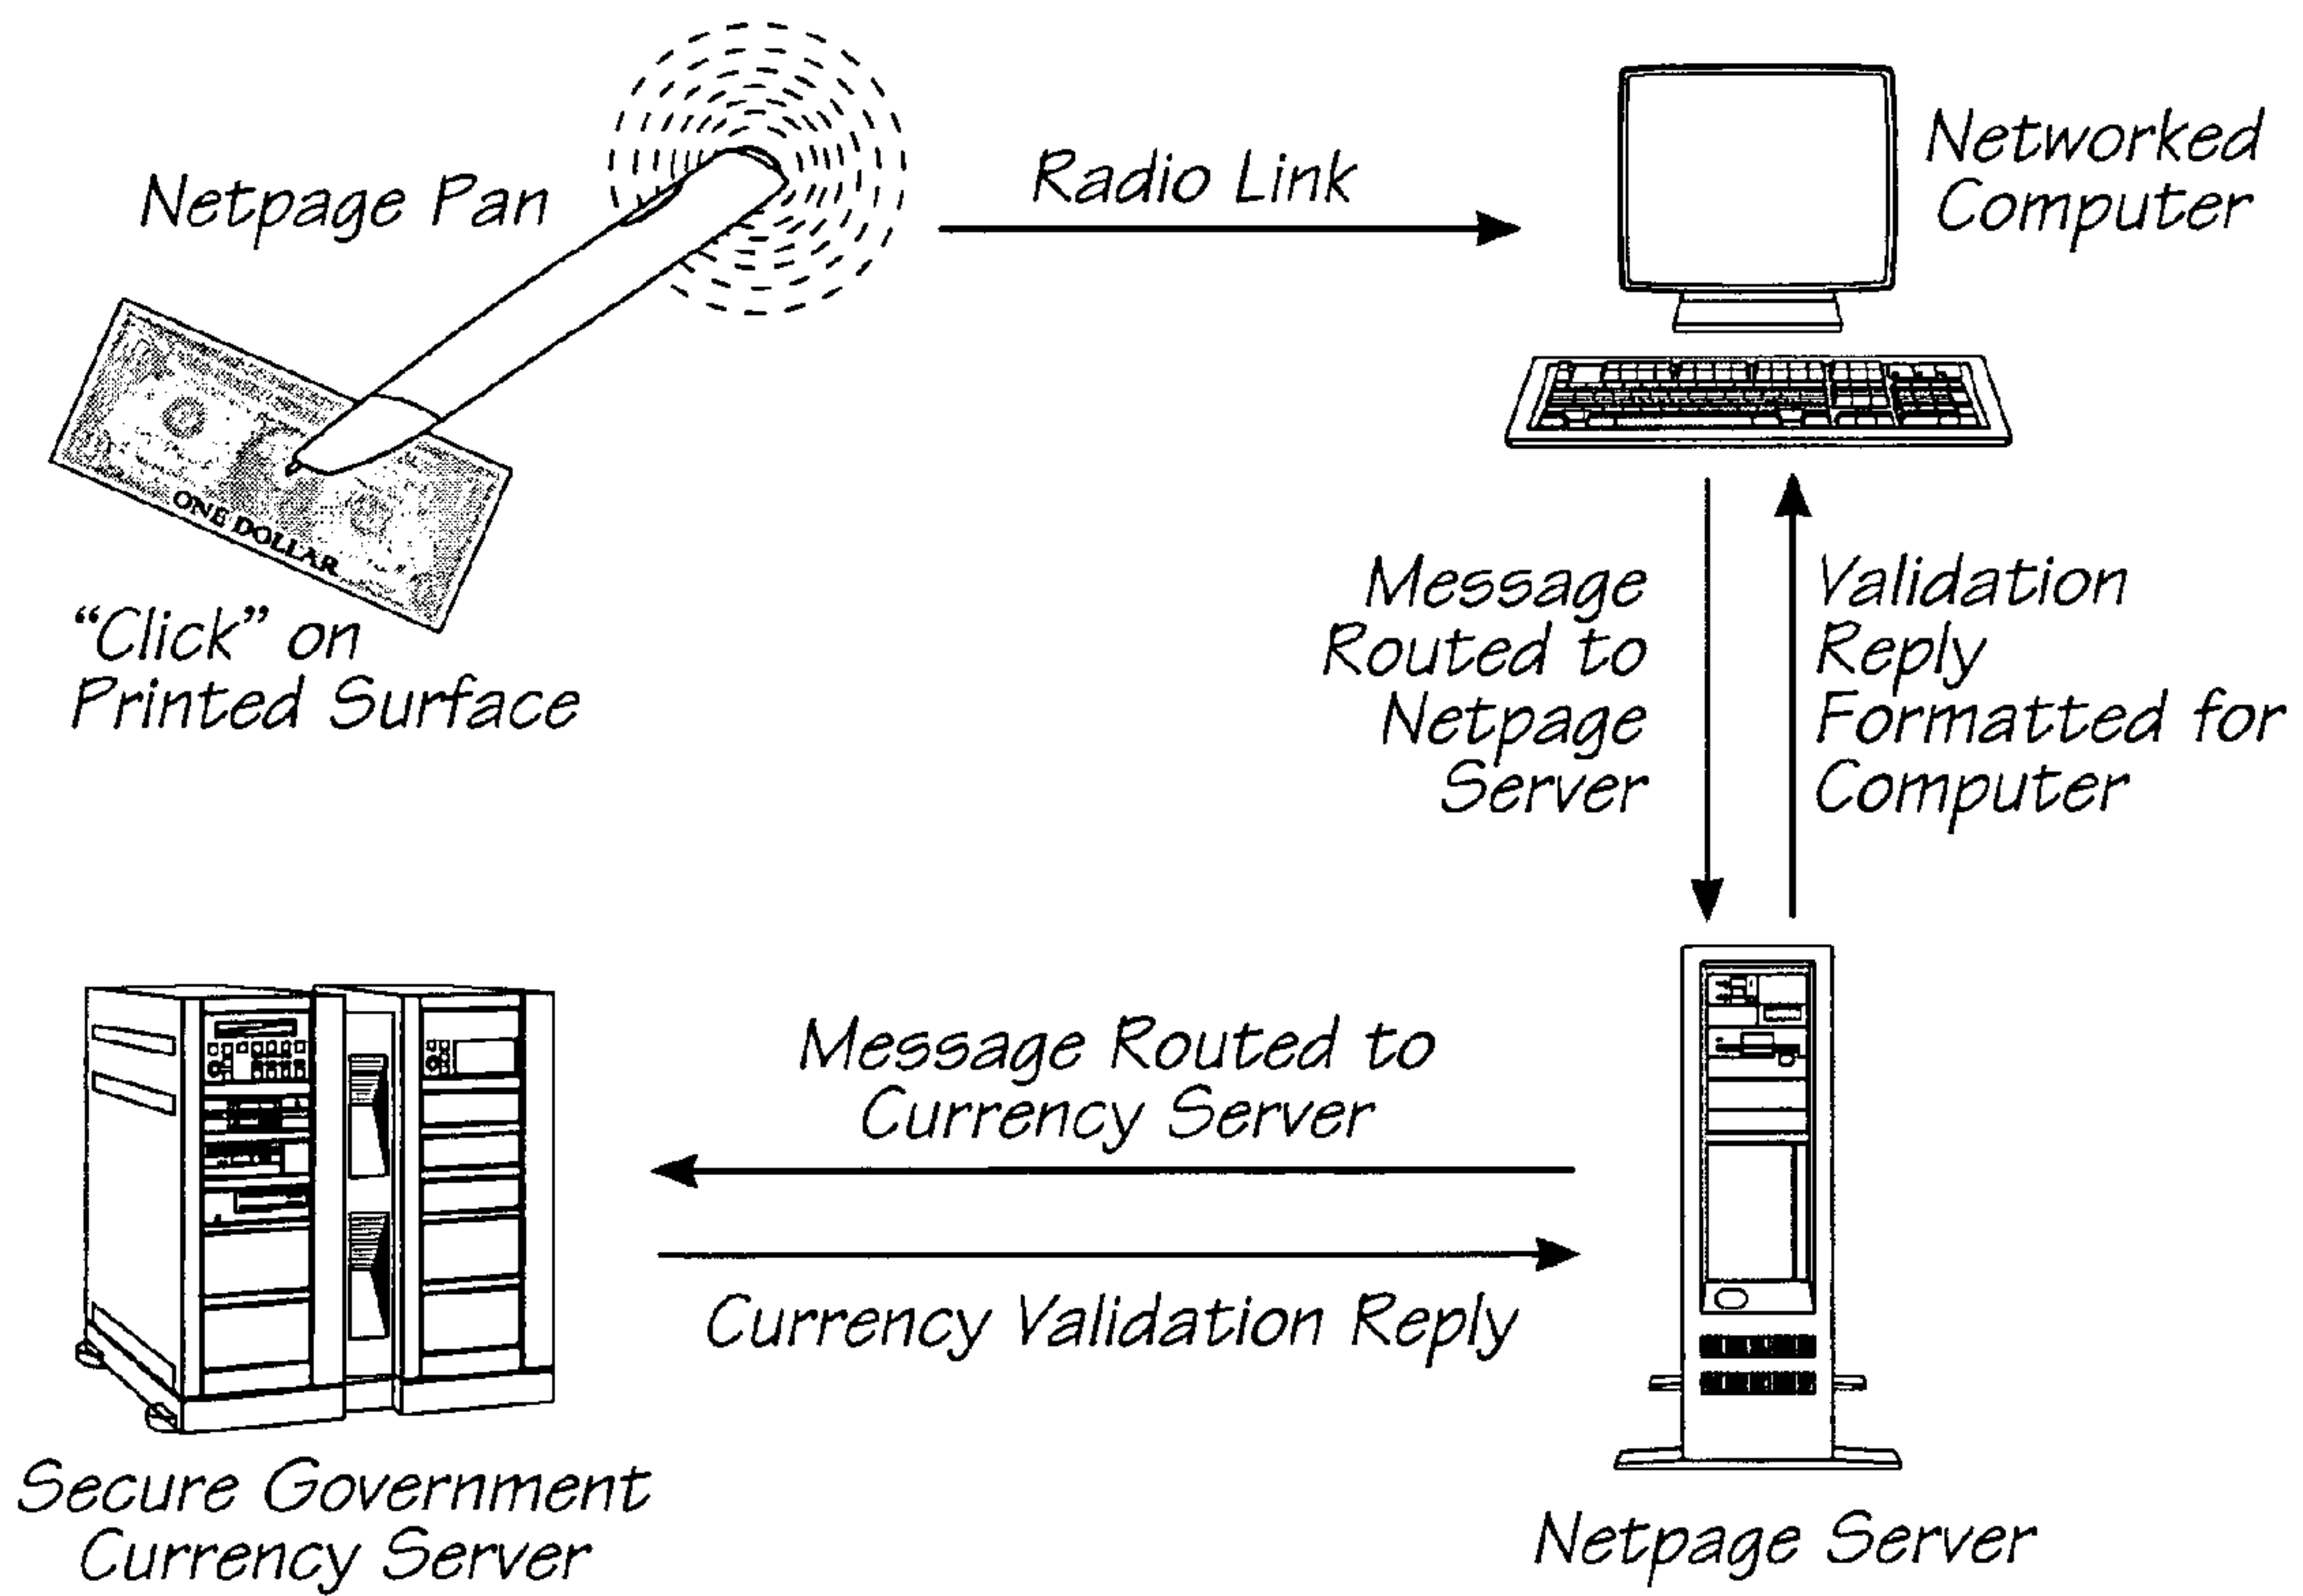 Netpage Pan
Radio Link
Networked
Computer
ONE DOLLAR
"Click" on
Printed Surface
Message
Routed to
Netpage
Server
Validation
Reply
Formatted for
Computer
Message Routed to
Currency Server
Currency Validation Reply
Secure Government
Currency Server
Netpage Server